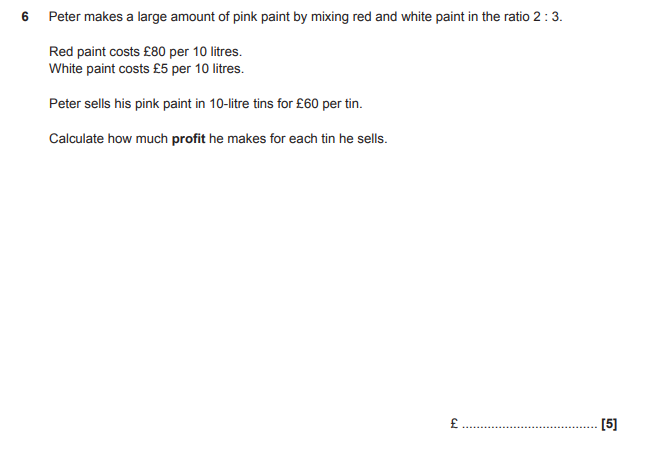 6 Peter makes a large amount of pink paint by mixing red and white paint in the ratio 2 : 3.
Red paint costs £80 per 10 litres.
White paint costs £5 per 10 litres.
Peter sells his pink paint in 10-litre tins for £60 per tin.
Calculate how much profit he makes for each tin he sells.
£ ..................................... [5]